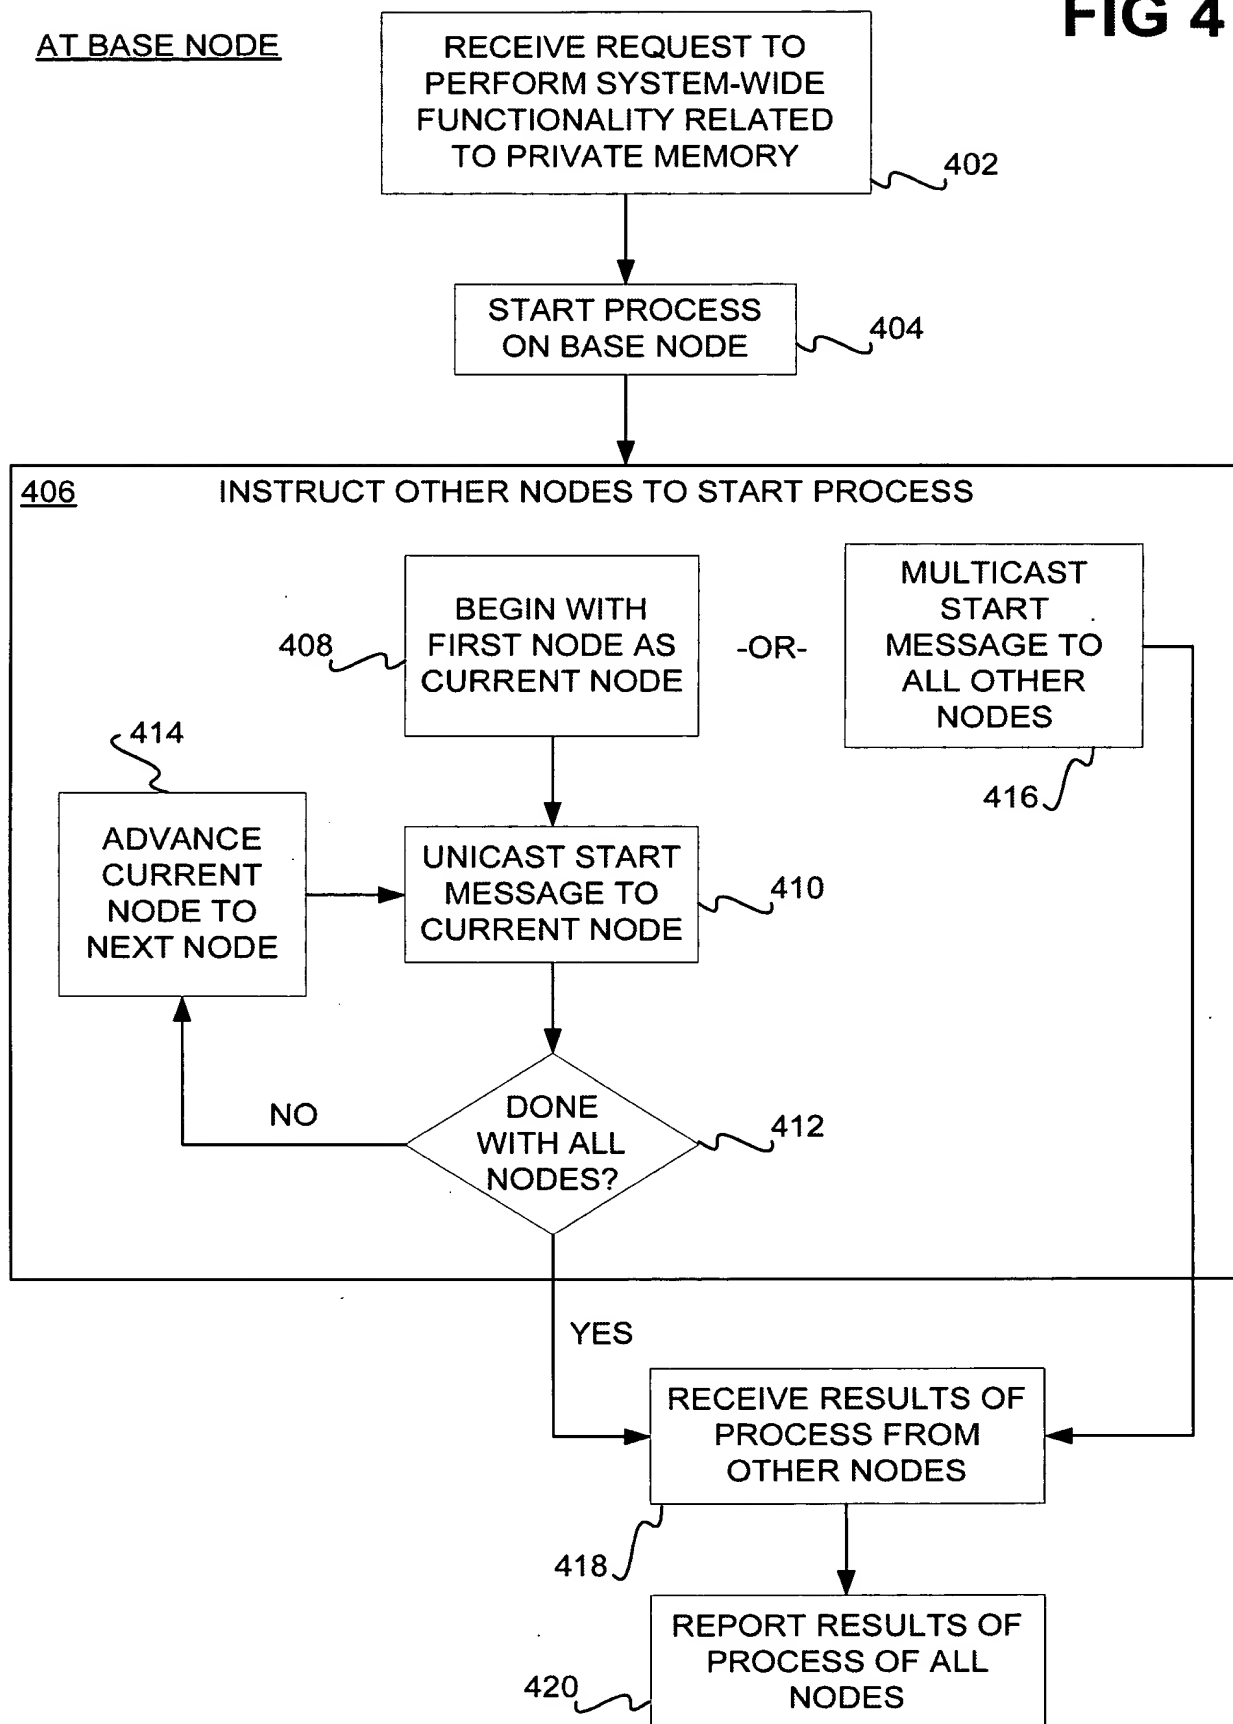 FIG 4
AT BASE NODE
RECEIVE REQUEST TO
PERFORM SYSTEM-WIDE
FUNCTIONALITY RELATED
TO PRIVATE MEMORY
402
START PROCESS
ON BASE NODE
404
406
INSTRUCT OTHER NODES TO START PROCESS
BEGIN WITH
FIRST NODE AS
CURRENT NODE
408
-OR-
MULTICAST
START
MESSAGE TO
ALL OTHER
NODES
416
414
ADVANCE
CURRENT
NODE TO
NEXT NODE
UNICAST START
MESSAGE TO
CURRENT NODE
410
NO
DONE
WITH ALL
NODES?
412
YES
RECEIVE RESULTS OF
PROCESS FROM
OTHER NODES
418
REPORT RESULTS OF
PROCESS OF ALL
NODES
420